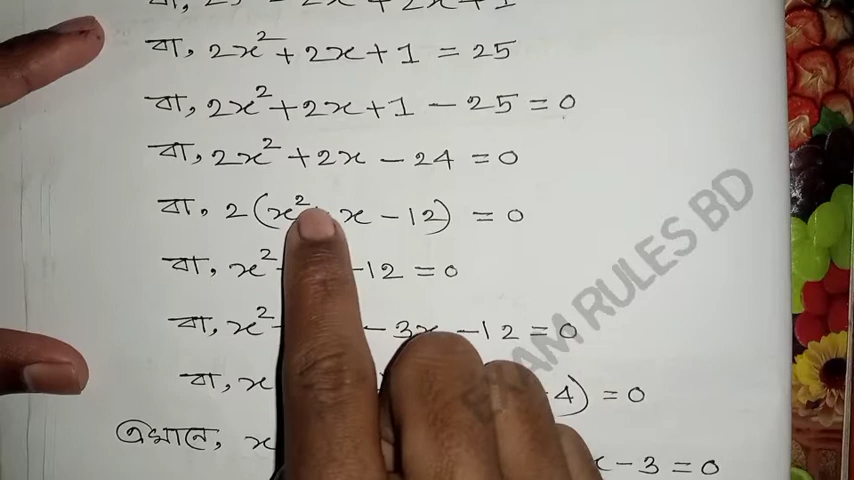 বা, 2x² + 2x + 1 = 25
বা, 2x² + 2x + 1 - 25 = 0
বা, 2x² + 2x - 24 = 0
বা, 2(x² x - 12) = 0
বা, x² -12 = 0
বা, x² - 3x - 12 = 0
বা, x 4) = 0
এখানে, x x - 3 = 0
EXAM RULES BD